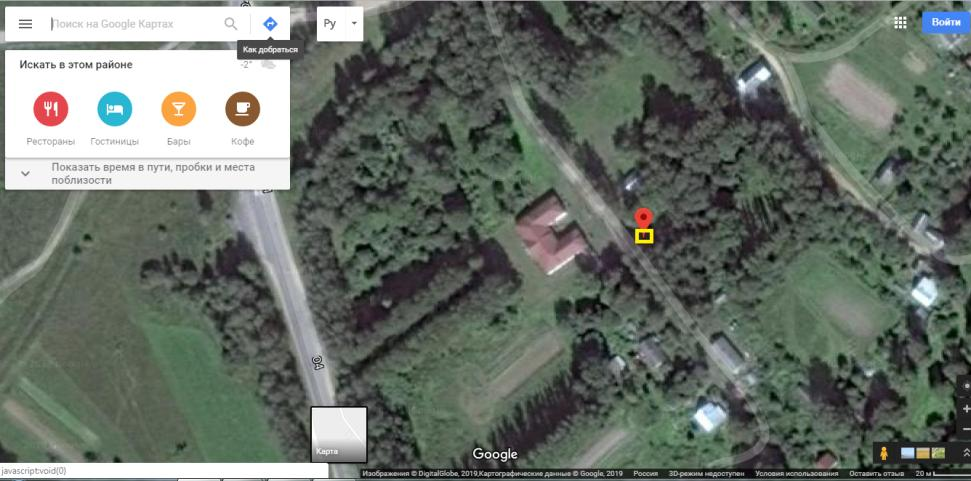 Поиск на Google Картах
Ру
Войти
Как добраться
Искать в этом районе
-2°
Рестораны Гостиницы Бары Кофе
Показать время в пути, пробки и места
поблизости
Карта
Google
javascript:void(0)
Изображения © DigitalGlobe, 2019,Картографические данные © Google, 2019 Россия 3D-режим недоступен Условия использования Оставить отзыв 20 м